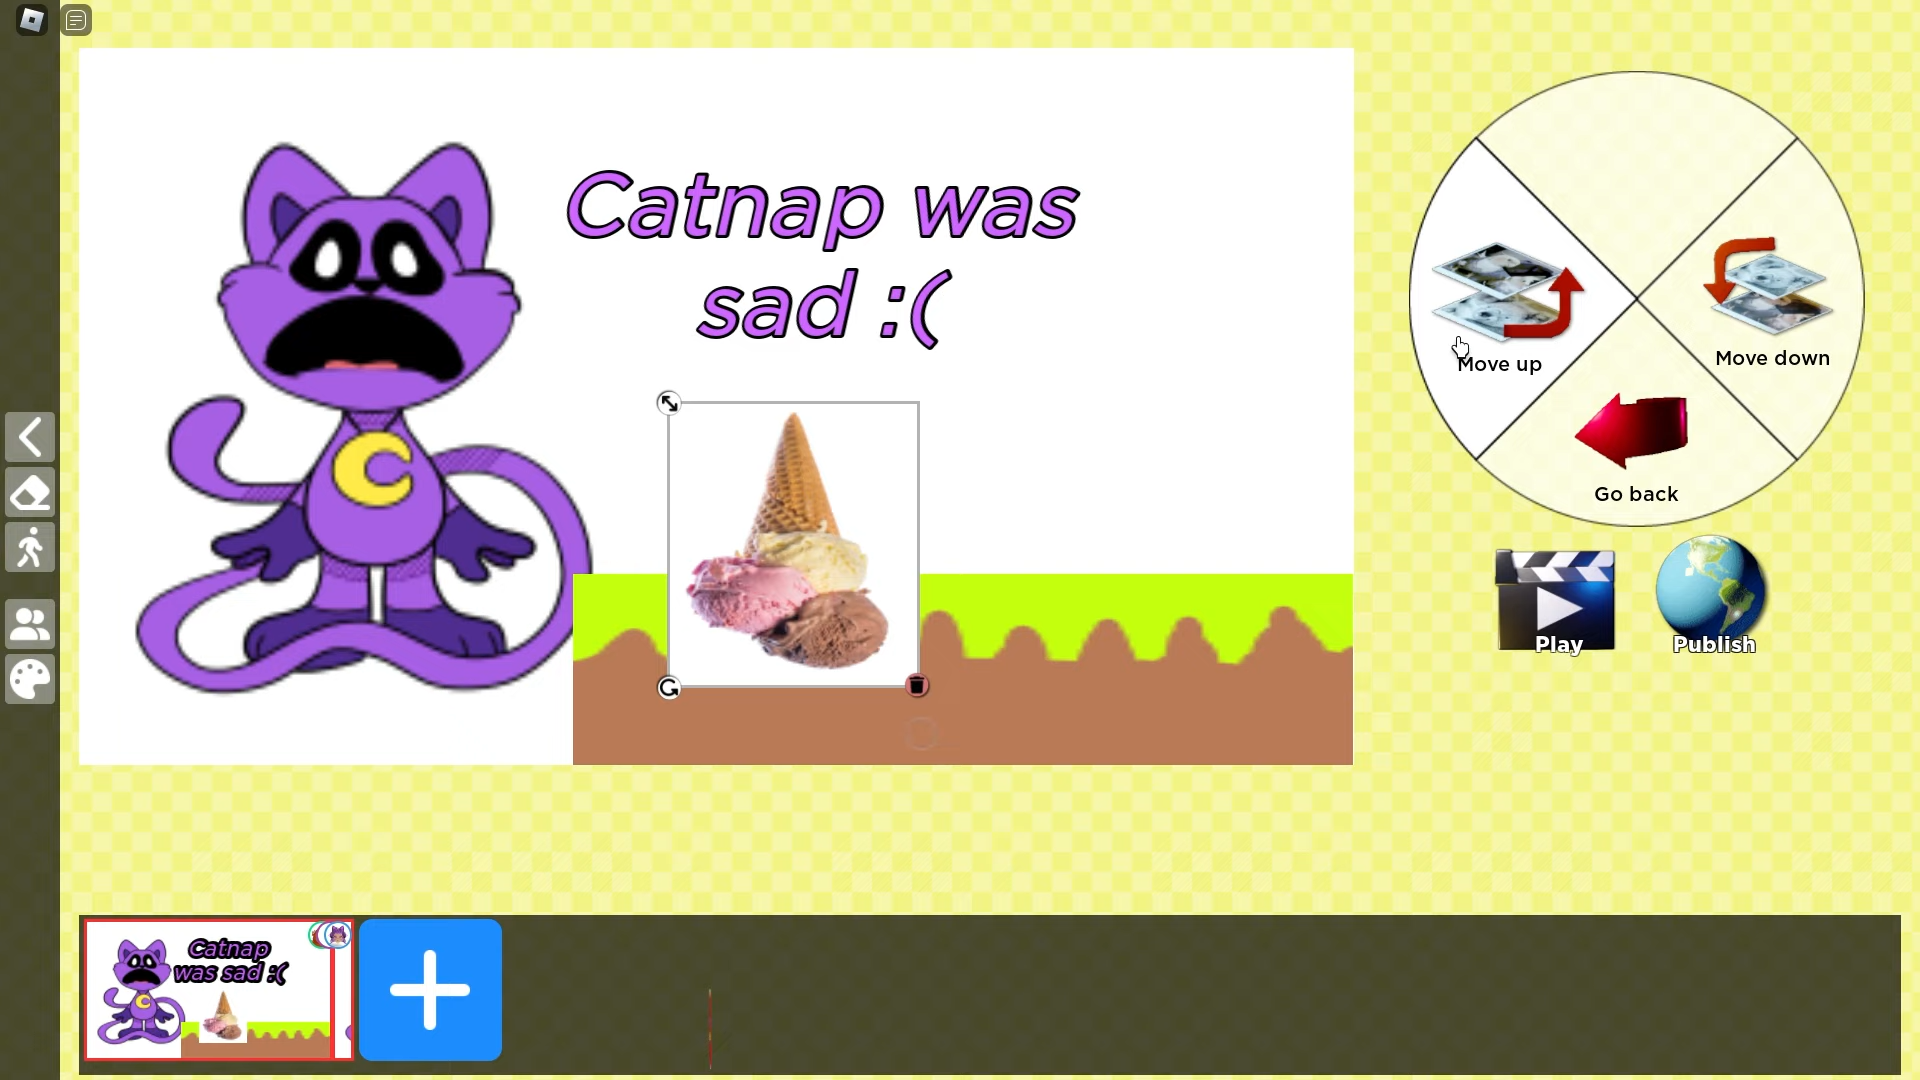 Catnap was
sad :(
Move up
Move down
Go back
Play
Publish
Catnap
was sad :(